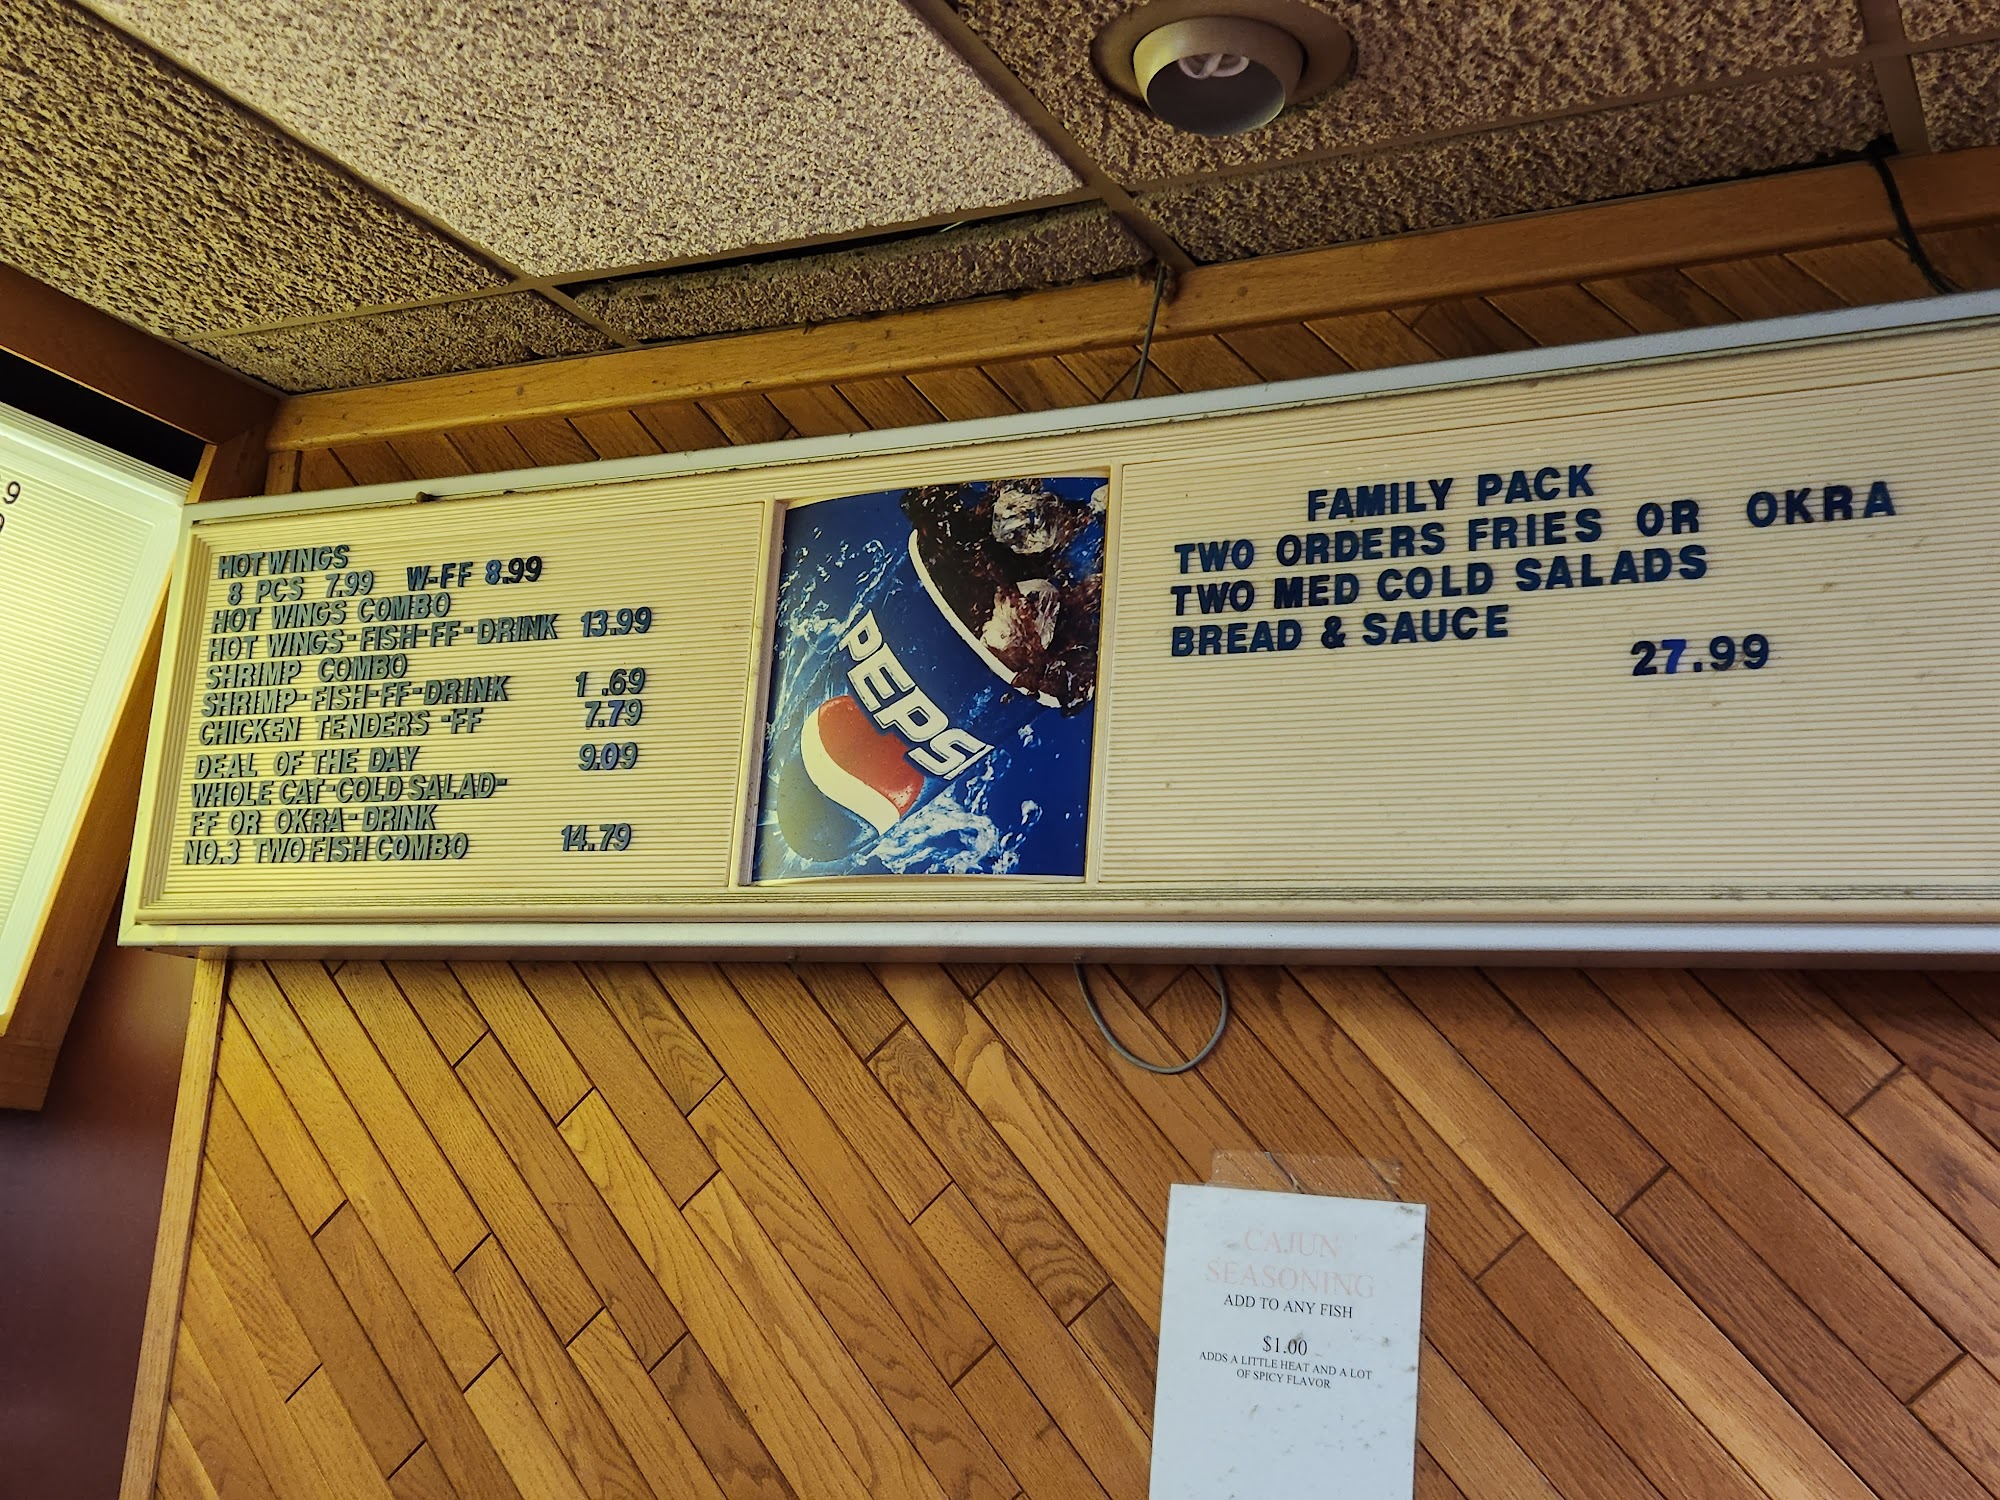 9
HOT WINGS
8 PCS 7.99 W-FF 8.99
HOT WINGS COMBO
HOT WINGS-FISH-FF-DRINK 13.99
SHRIMP COMBO
SHRIMP-FISH-FF-DRINK 1 .69
CHICKEN TENDERS -FF 7.79
DEAL OF THE DAY 9.09
WHOLE CAT-COLD SALAD-
FF OR OKRA-DRINK
NO.3 TWO FISH COMBO 14.79
PEPSI
FAMILY PACK
TWO ORDERS FRIES OR OKRA
TWO MED COLD SALADS
BREAD & SAUCE
27.99
CAJUN
SEASONING
ADD TO ANY FISH
$1.00
ADDS A LITTLE HEAT AND A LOT
OF SPICY FLAVOR